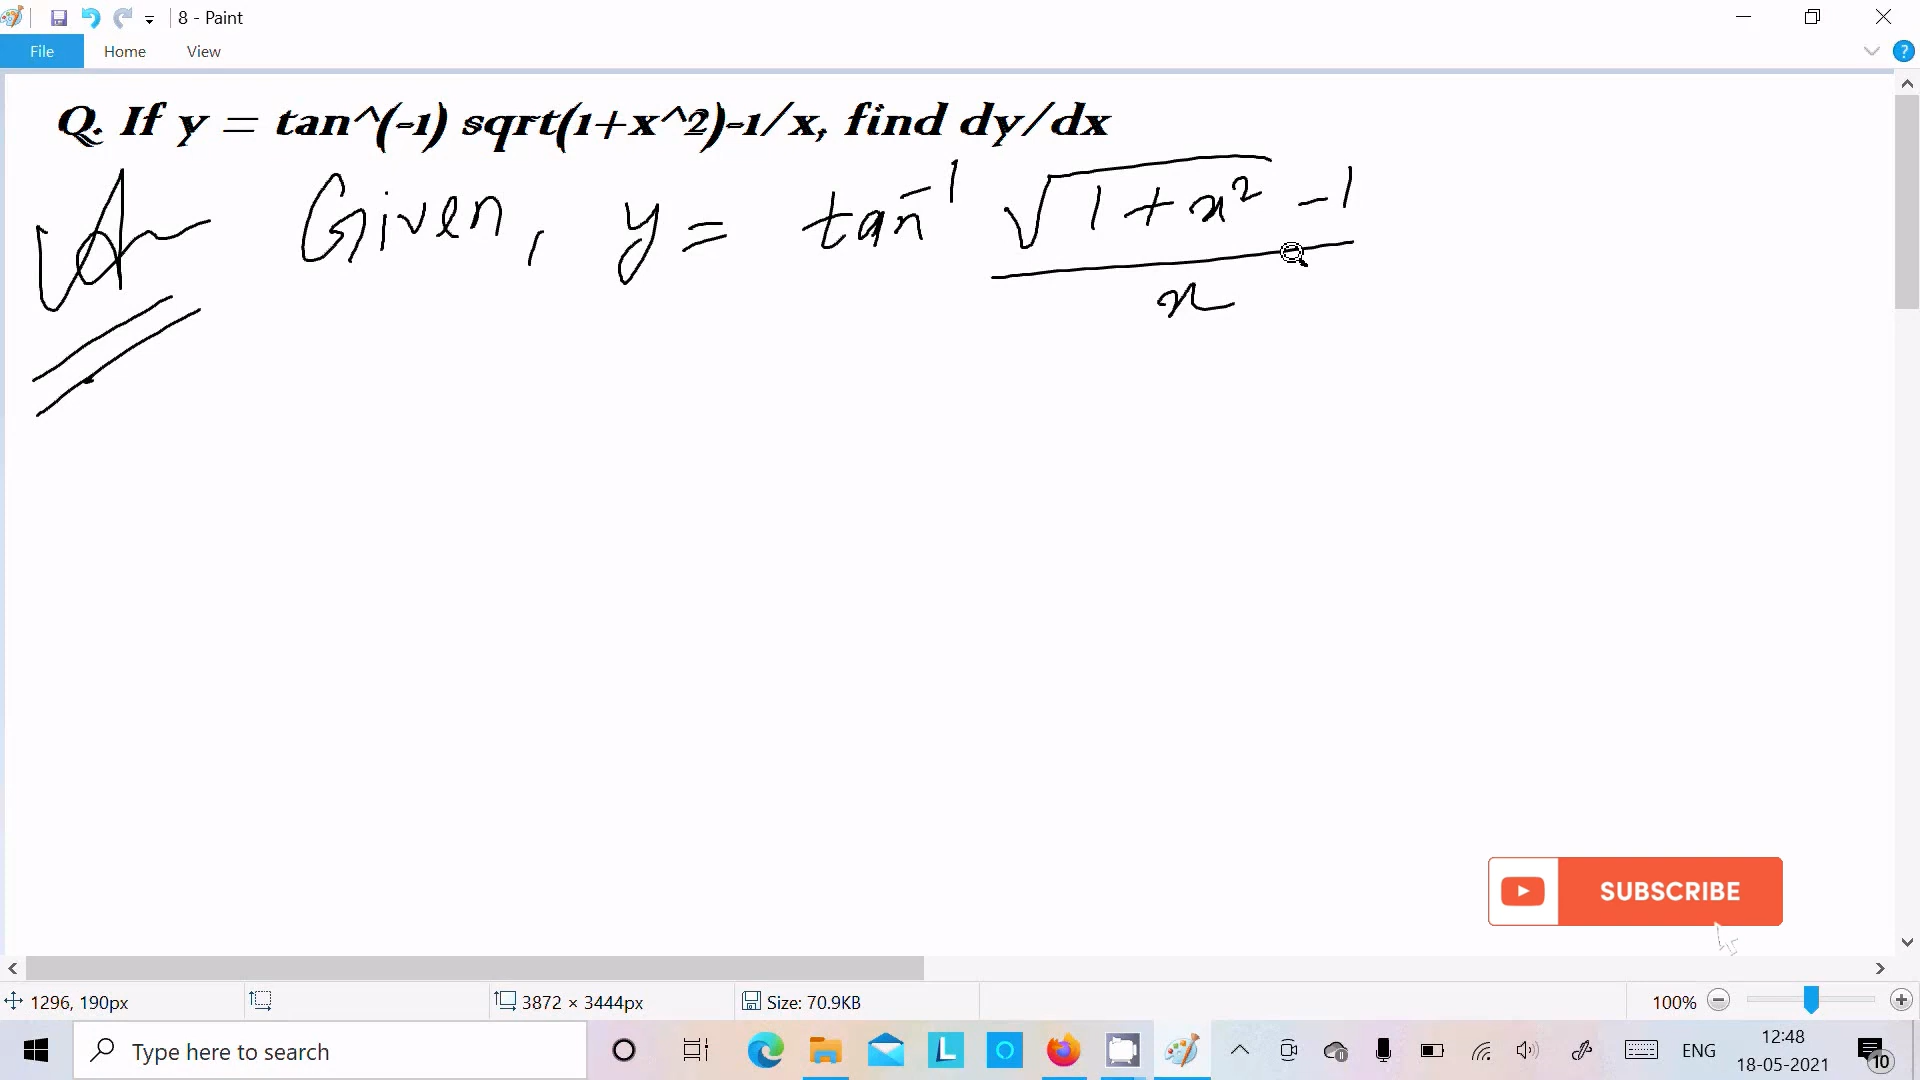 8 - Paint
File Home View
Q. If y = tan^(-1) sqrt(1+x^2)-1/x, find dy/dx
Given, y = tan⁻¹ √(1+x²) -1
x
SUBSCRIBE
1296, 190px 3872 × 3444px Size: 70.9KB 100%
Type here to search
L
ENG
12:48
18-05-2021
10